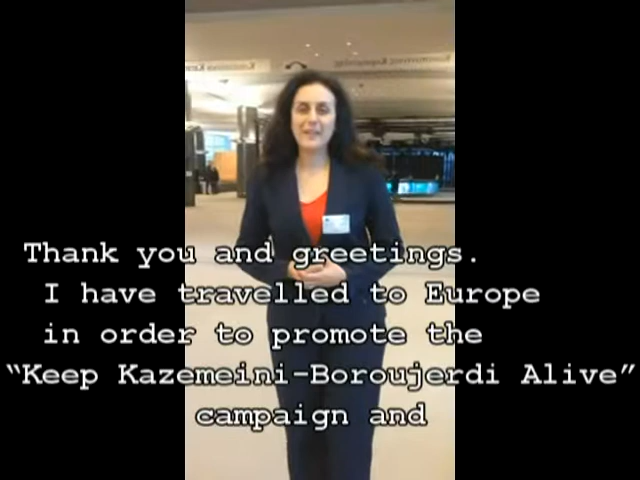 Thank you and greetings.
I have travelled to Europe
in order to promote the
“Keep Kazemeini-Boroujerdi Alive”
campaign and